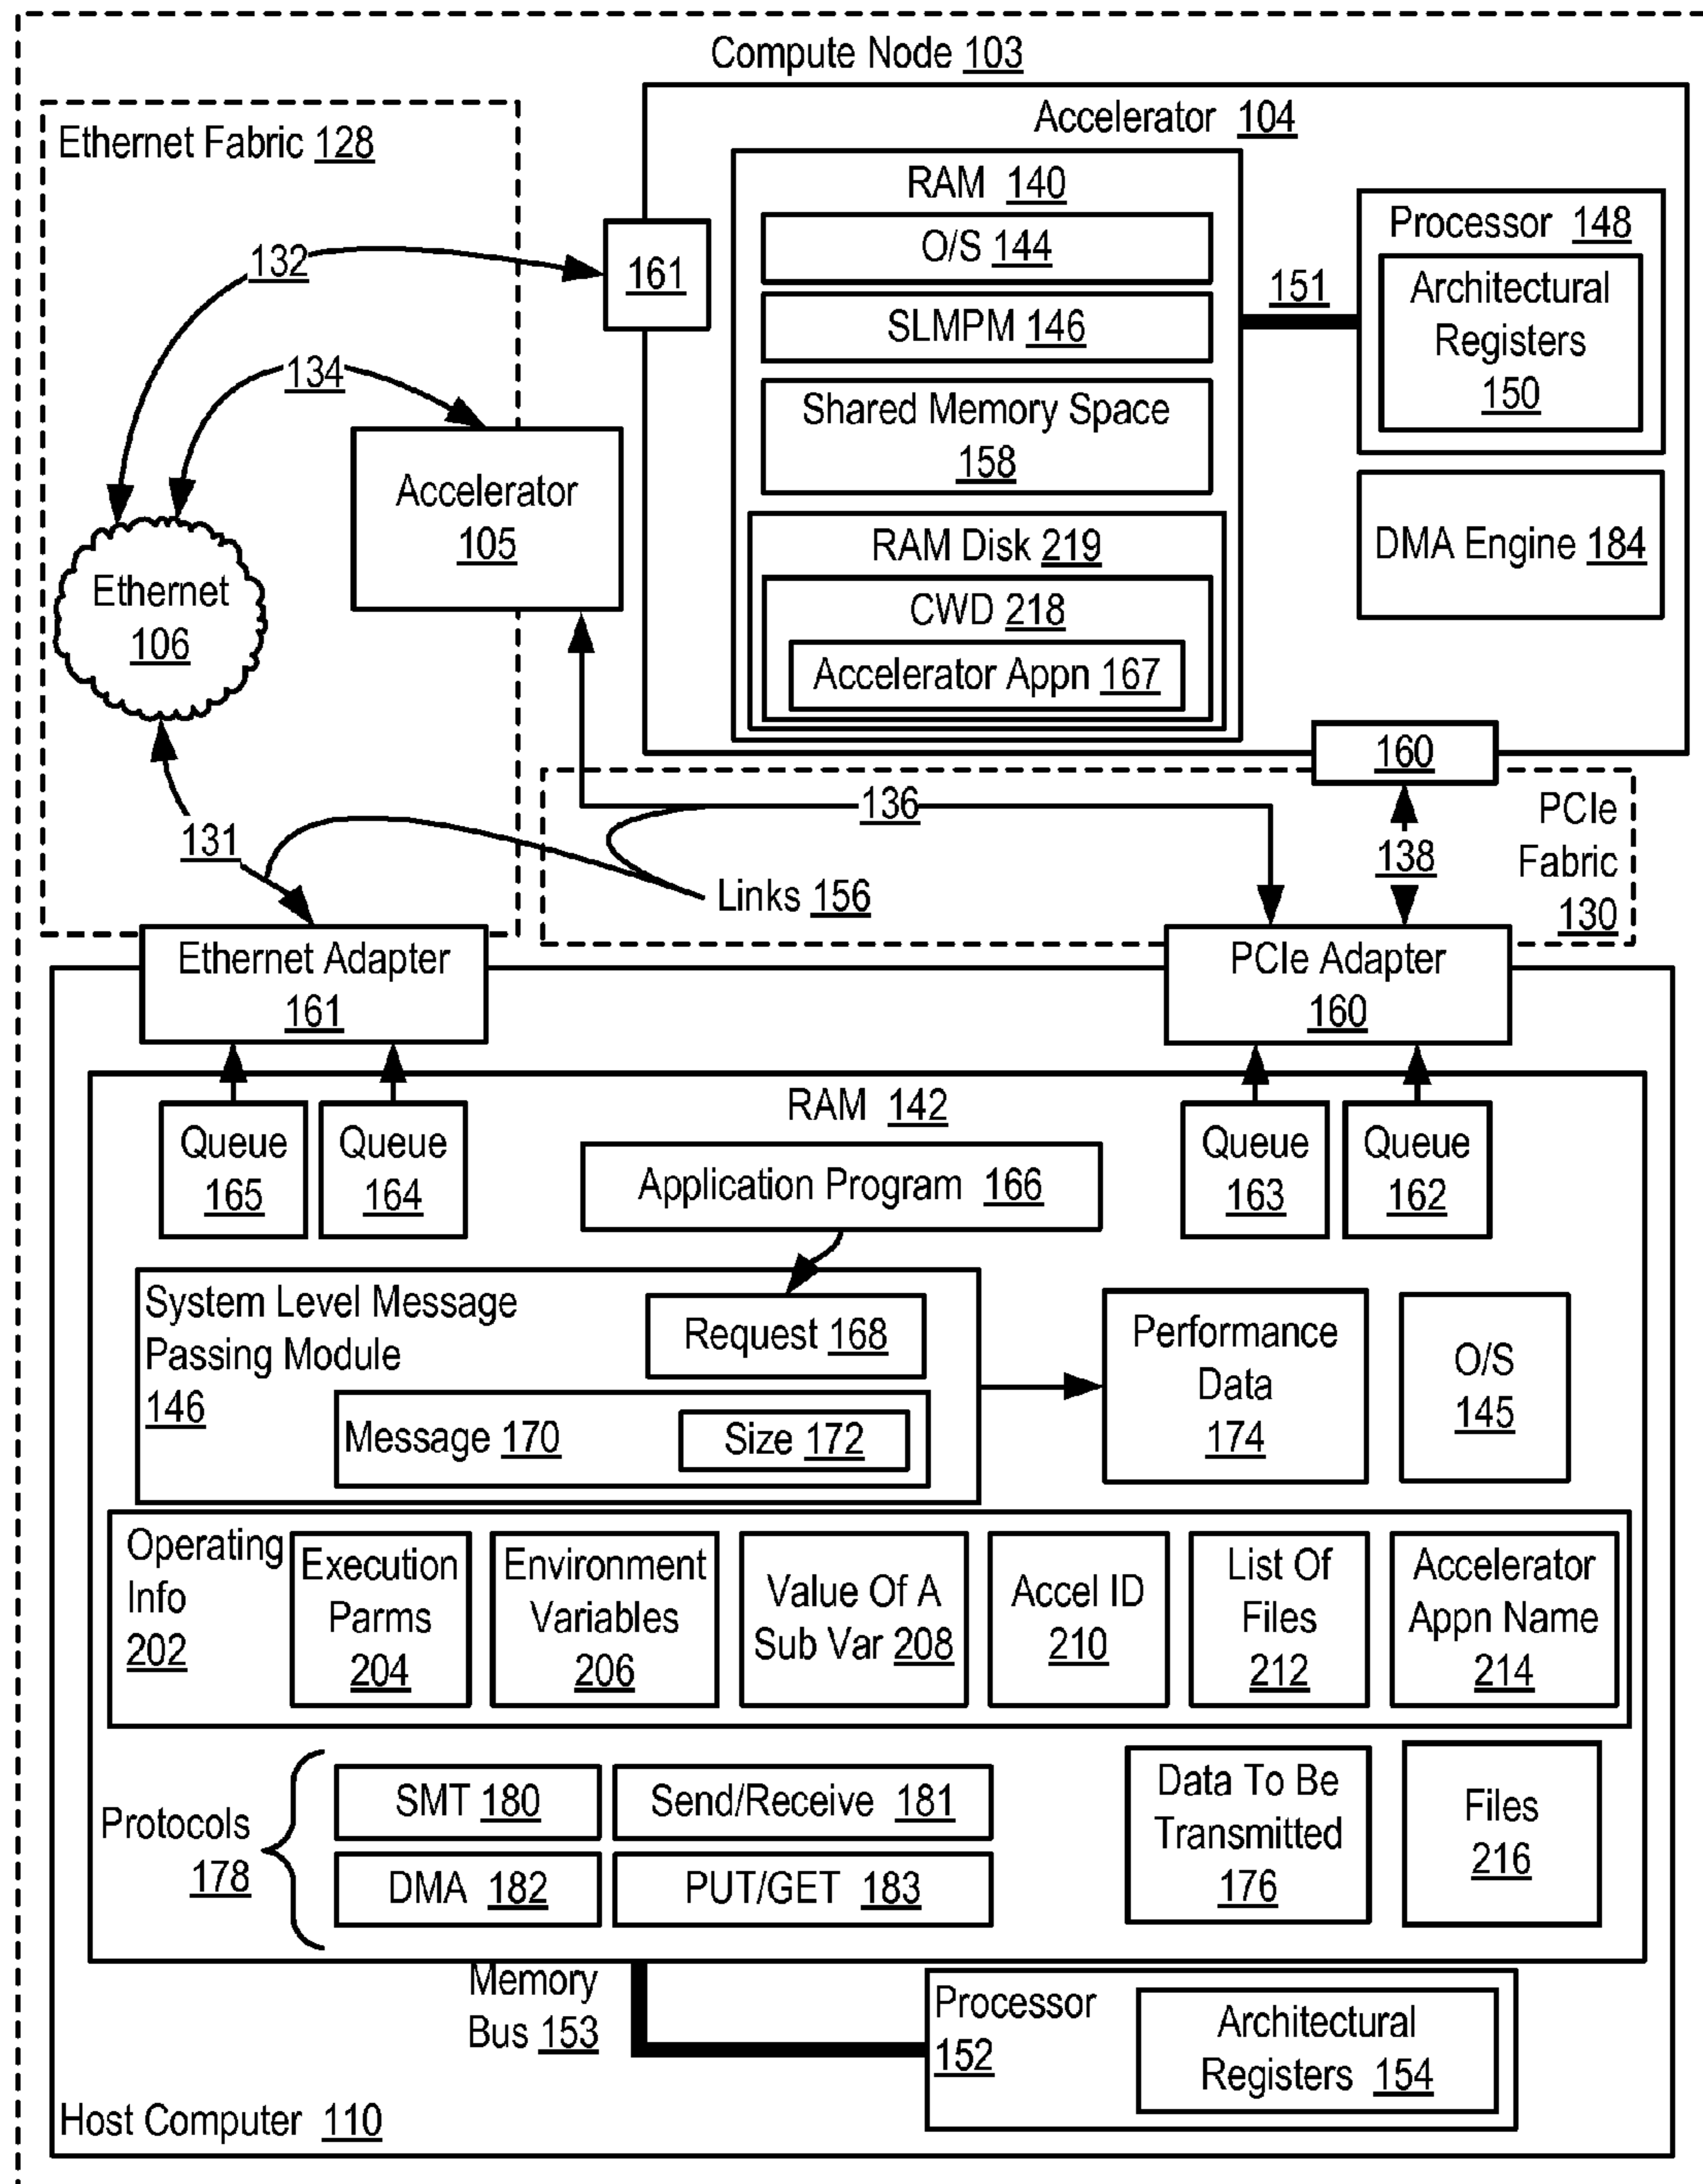 Compute Node 103
Ethernet Fabric 128
Accelerator 104
RAM 140
O/S 144
SLMPM 146
Shared Memory Space
158
RAM Disk 219
CWD 218
Accelerator Appn 167
151
Processor 148
Architectural
Registers
150
DMA Engine 184
132
161
134
Accelerator
105
Ethernet
106
160
136
PCIe
Fabric
130
138
131
Links 156
Ethernet Adapter
161
PCIe Adapter
160
RAM 142
Queue
165
Queue
164
Application Program 166
Queue
163
Queue
162
System Level Message
Passing Module
146
Request 168
Message 170
Size 172
Performance
Data
174
O/S
145
Operating
Info
202
Execution
Parms
204
Environment
Variables
206
Value Of A
Sub Var 208
Accel ID
210
List Of
Files
212
Accelerator
Appn Name
214
Protocols
178
SMT 180
Send/Receive 181
DMA 182
PUT/GET 183
Data To Be
Transmitted
176
Files
216
Memory
Bus 153
Processor
152
Architectural
Registers 154
Host Computer 110